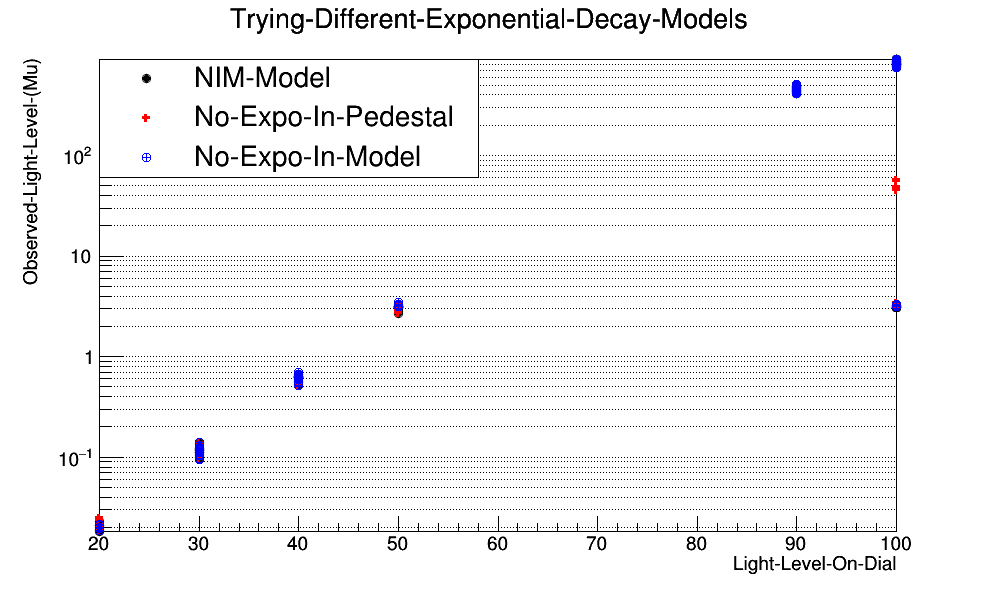 Trying-Different-Exponential-Decay-Models
Observed-Light-Level-(Mu)
NIM-Model
No-Expo-In-Pedestal
No-Expo-In-Model
10²
10
1
10⁻¹
20 30 40 50 60 70 80 90 100
Light-Level-On-Dial